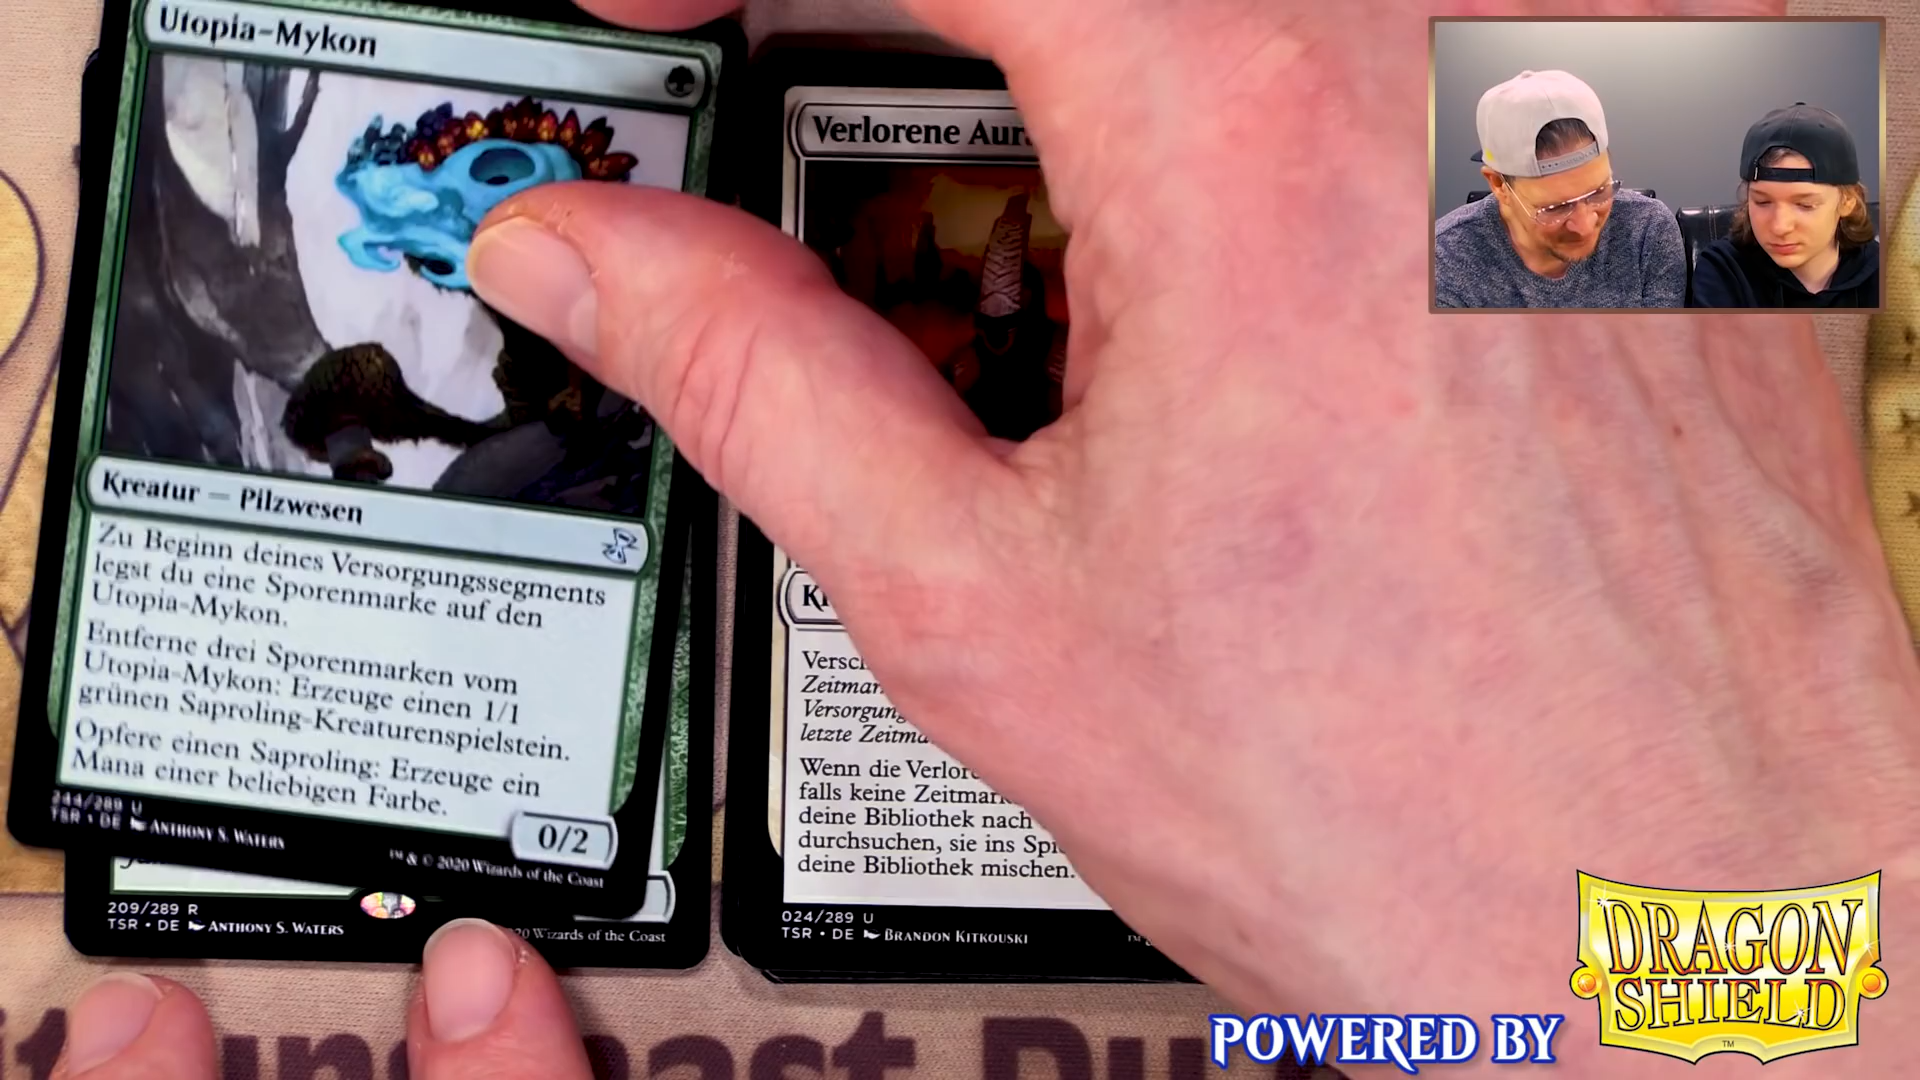 Utopia-Mykon
Kreatur — Pilzwesen
Zu Beginn deines Versorgungssegments
legst du eine Sporenmarke auf den
Utopia-Mykon.
Entferne drei Sporenmarken vom
Utopia-Mykon: Erzeuge einen 1/1
grünen Saproling-Kreaturenspielstein.
Opfere einen Saproling: Erzeuge ein
Mana einer beliebigen Farbe.
0/2
244/289 U
TSR • DE ANTHONY S. WATERS
™ & © 2020 Wizards of the Coast
209/289 R
TSR • DE ANTHONY S. WATERS
20 Wizards of the Coast
Verlorene Aur
K
Versch
Zeitmar
Versorgung
letzte Zeitma
Wenn die Verlore
falls keine Zeitmark
deine Bibliothek nach
durchsuchen, sie ins Spi
deine Bibliothek mischen.
024/289 U
TSR • DE BRANDON KITKOUSKI
POWERED BY
DRAGON
SHIELD
™